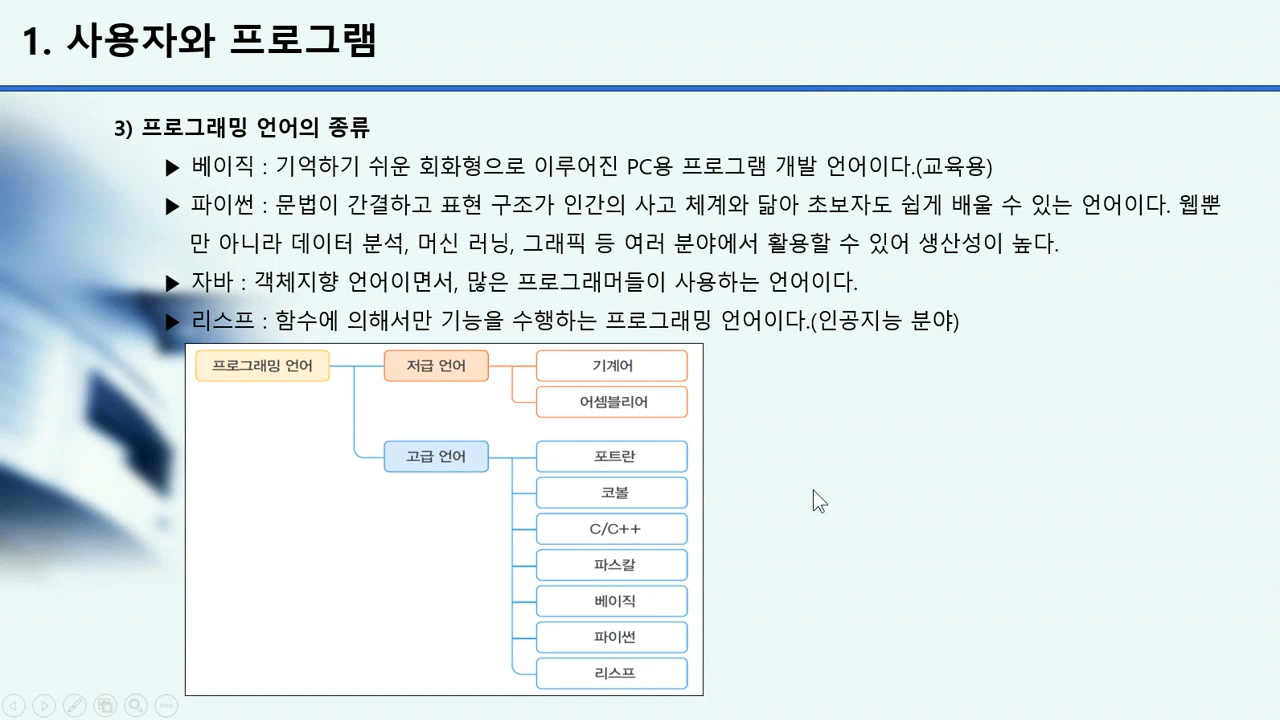 1. 사용자와 프로그램
3) 프로그래밍 언어의 종류
▶ 베이직 : 기억하기 쉬운 회화형으로 이루어진 PC용 프로그램 개발 언어이다.(교육용)
▶ 파이썬 : 문법이 간결하고 표현 구조가 인간의 사고 체계와 닮아 초보자도 쉽게 배울 수 있는 언어이다. 웹뿐
만 아니라 데이터 분석, 머신 러닝, 그래픽 등 여러 분야에서 활용할 수 있어 생산성이 높다.
▶ 자바 : 객체지향 언어이면서, 많은 프로그래머들이 사용하는 언어이다.
▶ 리스프 : 함수에 의해서만 기능을 수행하는 프로그래밍 언어이다.(인공지능 분야)
프로그래밍 언어 저급 언어 기계어
어셈블리어
고급 언어 포트란
코볼
C/C++
파스칼
베이직
파이썬
리스프